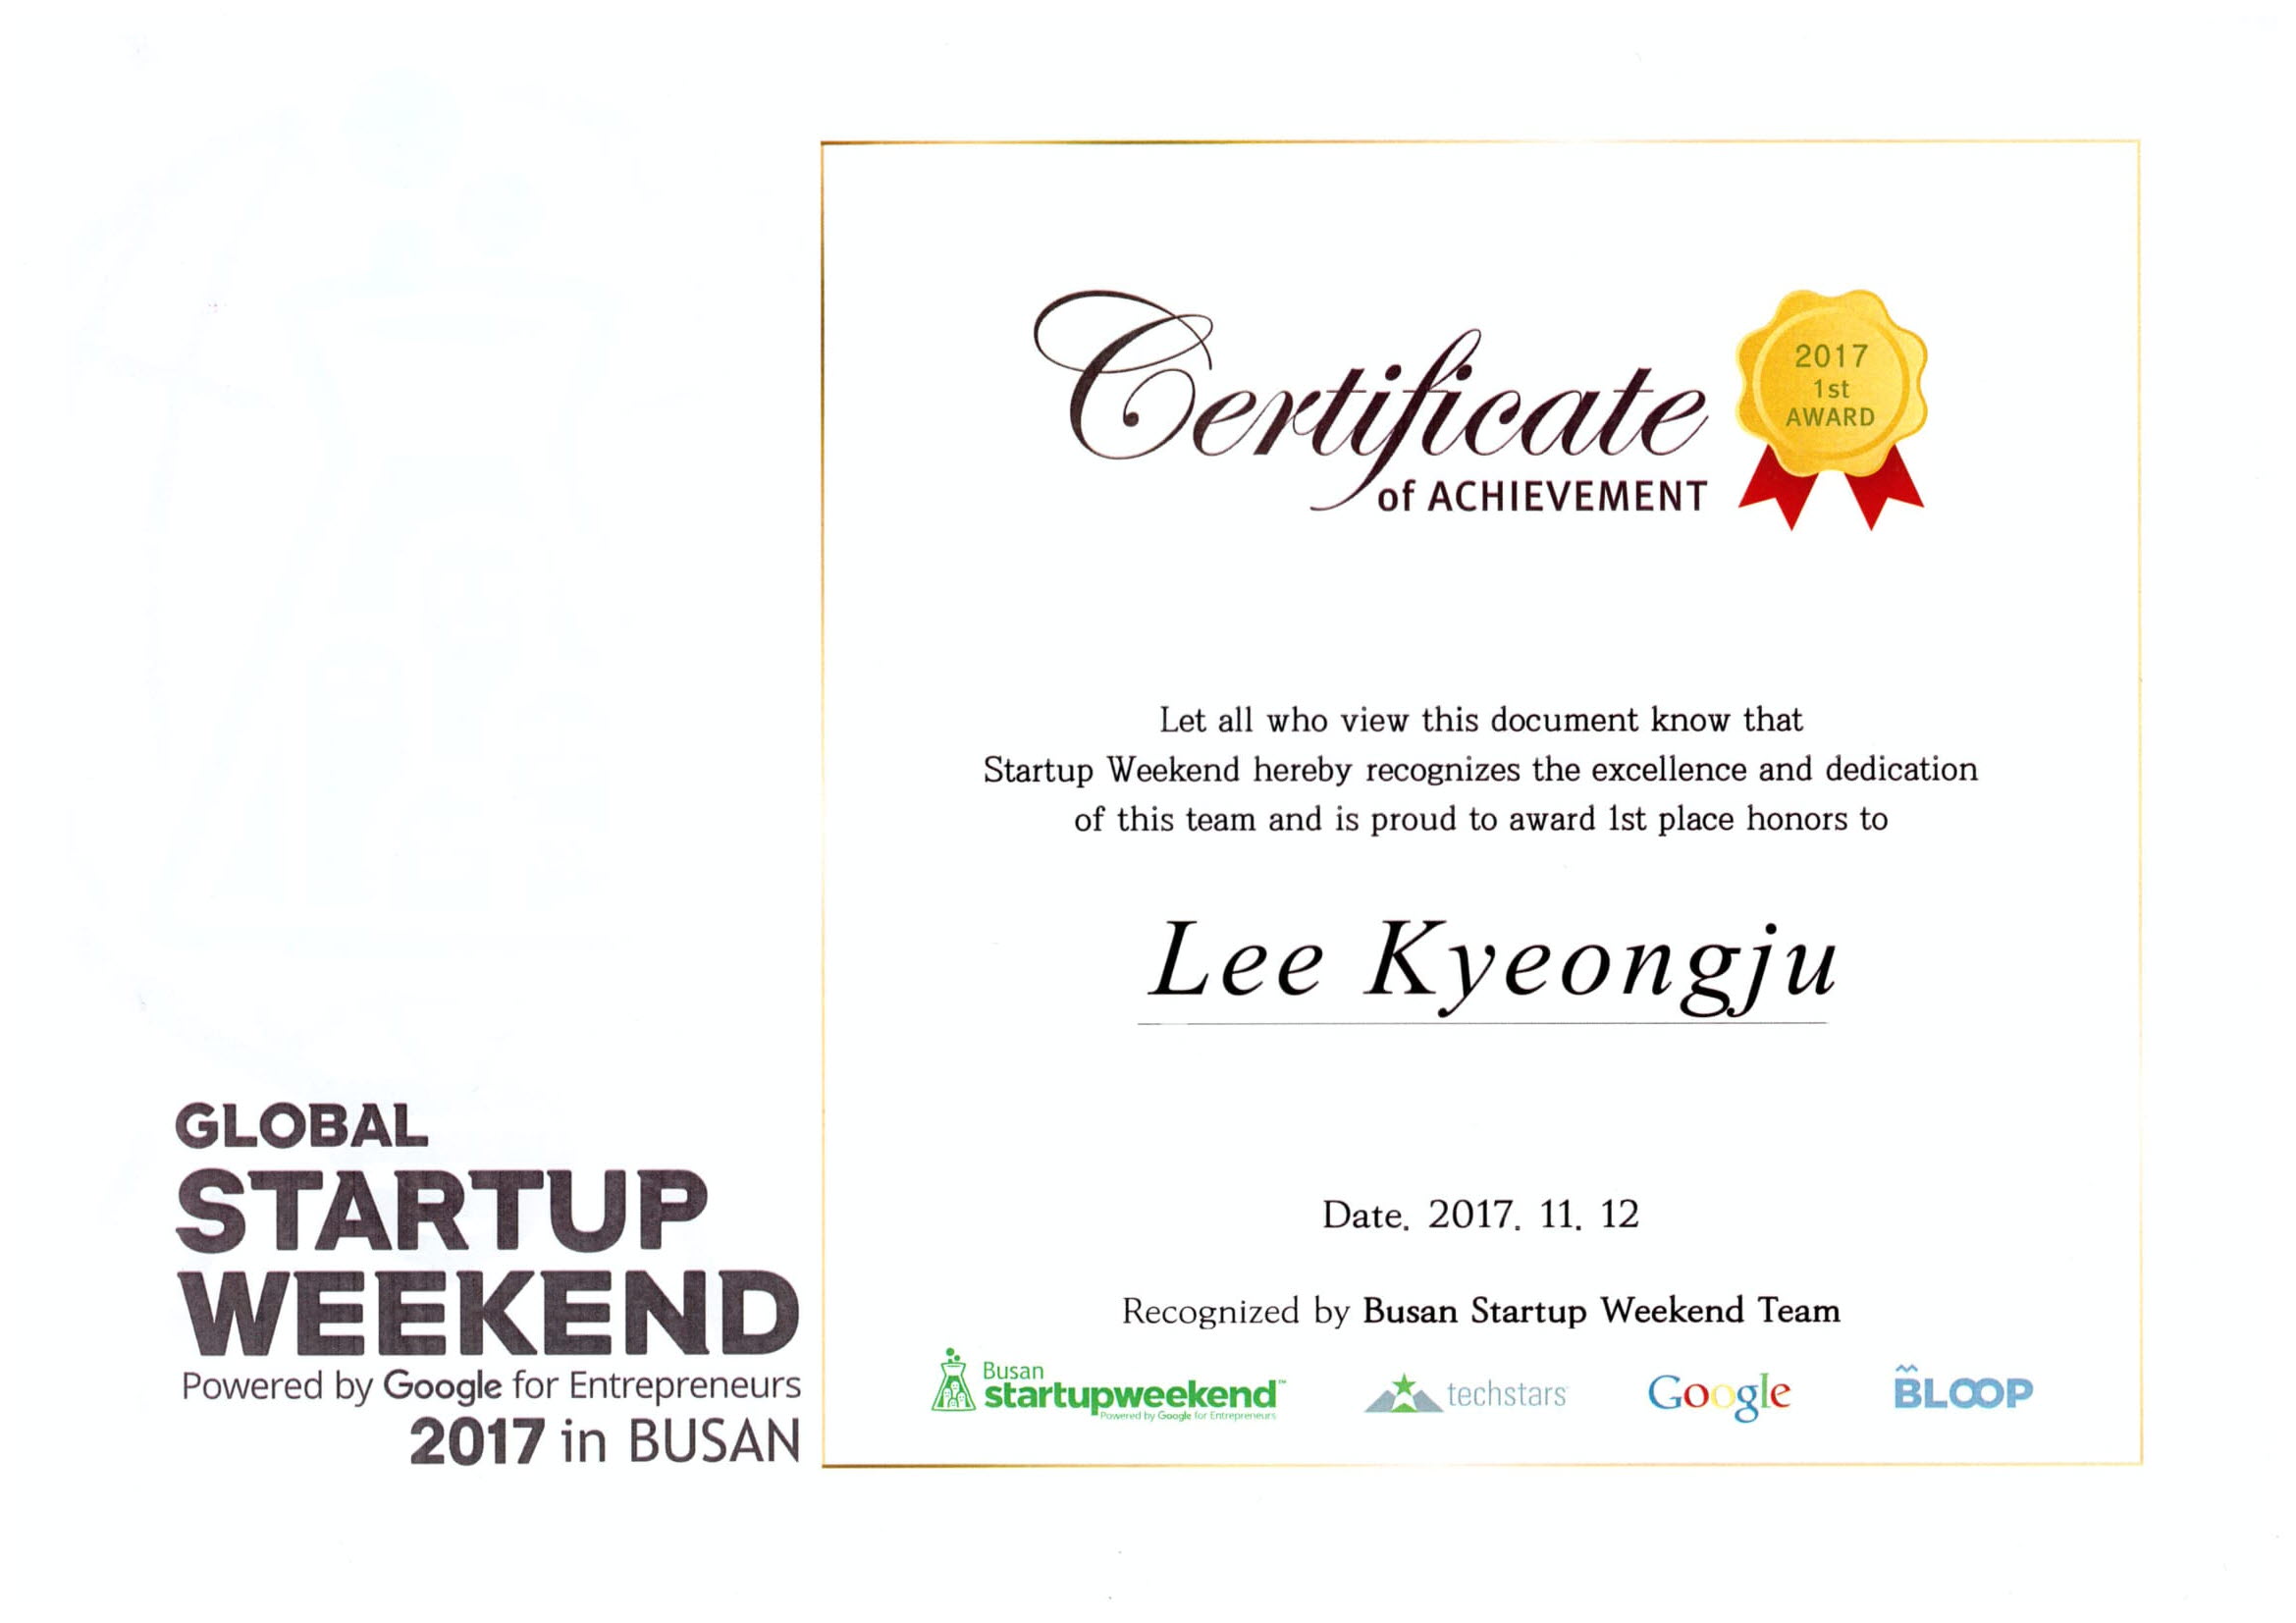 Certificate
of ACHIEVEMENT
2017
1st
AWARD
Let all who view this document know that
Startup Weekend hereby recognizes the excellence and dedication
of this team and is proud to award 1st place honors to
Lee Kyeongju
Date. 2017. 11. 12
Recognized by Busan Startup Weekend Team
Busan
startupweekend™
Powered by Google for Entrepreneurs
techstars
Google
BLOOP
GLOBAL
STARTUP
WEEKEND
Powered by Google for Entrepreneurs
2017 in BUSAN